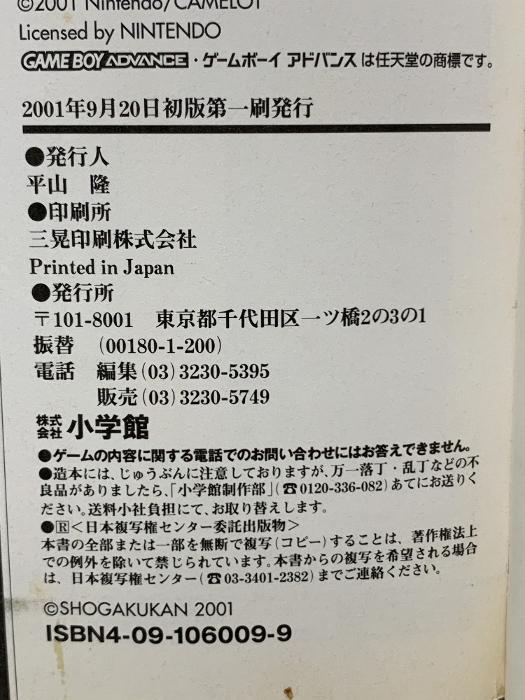 ©2001 Nintendo/CAMELOT
Licensed by NINTENDO
GAME BOY ADVANCE・ゲームボーイ アドバンスは任天堂の商標です。
2001年9月20日初版第一刷発行
●発行人
平山 隆
●印刷所
三晃印刷株式会社
Printed in Japan
●発行所
〒101-8001 東京都千代田区一ツ橋2の3の1
振替 (00180-1-200)
電話 編集(03)3230-5395
販売(03)3230-5749
株式会社 小学館
●ゲームの内容に関する電話でのお問い合わせにはお答えできません。
●造本には、じゅうぶんに注意しておりますが、万一落丁・乱丁などの不
良品がありましたら、「小学館制作部」(☎0120-336-082)あてにお送りく
ださい。送料小社負担にて、お取り替えします。
●Ⓡ<日本複写権センター委託出版物>
本書の全部または一部を無断で複写(コピー)することは、著作権法上
での例外を除いて禁じられています。本書からの複写を希望される場合
は、日本複写権センター(☎03-3401-2382)までご連絡ください。
©SHOGAKUKAN 2001
ISBN4-09-106009-9